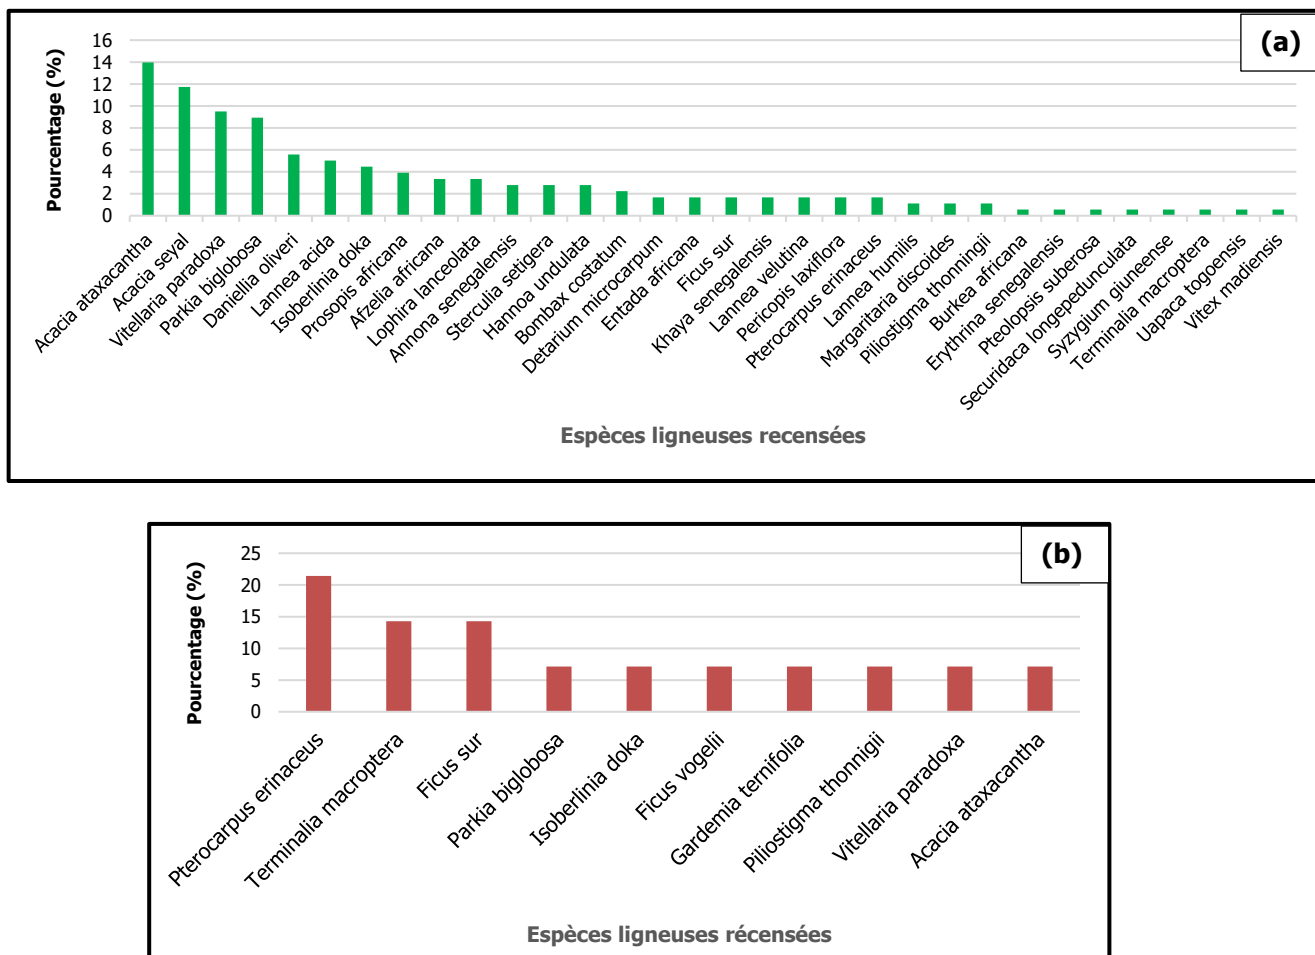 (a)
Pourcentage (%)
16
14
12
10
8
6
4
2
0
Acacia ataxacantha
Acacia seyal
Vitellaria paradoxa
Parkia biglobosa
Daniellia oliveri
Lannea acida
Isoberlinia doka
Prosopis africana
Afzelia africana
Lophira lanceolata
Annona senegalensis
Sterculia setigera
Hannoa undulata
Bombax costatum
Detarium microcarpum
Entada africana
Ficus sur
Khaya senegalensis
Lannea velutina
Pericopis laxiflora
Pterocarpus erinaceus
Lannea humilis
Margaritaria discoides
Piliostigma thonningii
Burkea africana
Erythrina senegalensis
Pteolopsis suberosa
Securidaca longepedunculata
Syzygium giuneense
Terminalia macroptera
Uapaca togoensis
Vitex madiensis
Espèces ligneuses recensées
(b)
Pourcentage (%)
25
20
15
10
5
0
Pterocarpus erinaceus
Terminalia macroptera
Ficus sur
Parkia biglobosa
Isoberlinia doka
Ficus vogelii
Gardemia ternifolia
Piliostigma thonnigii
Vitellaria paradoxa
Acacia ataxacantha
Espèces ligneuses récensées